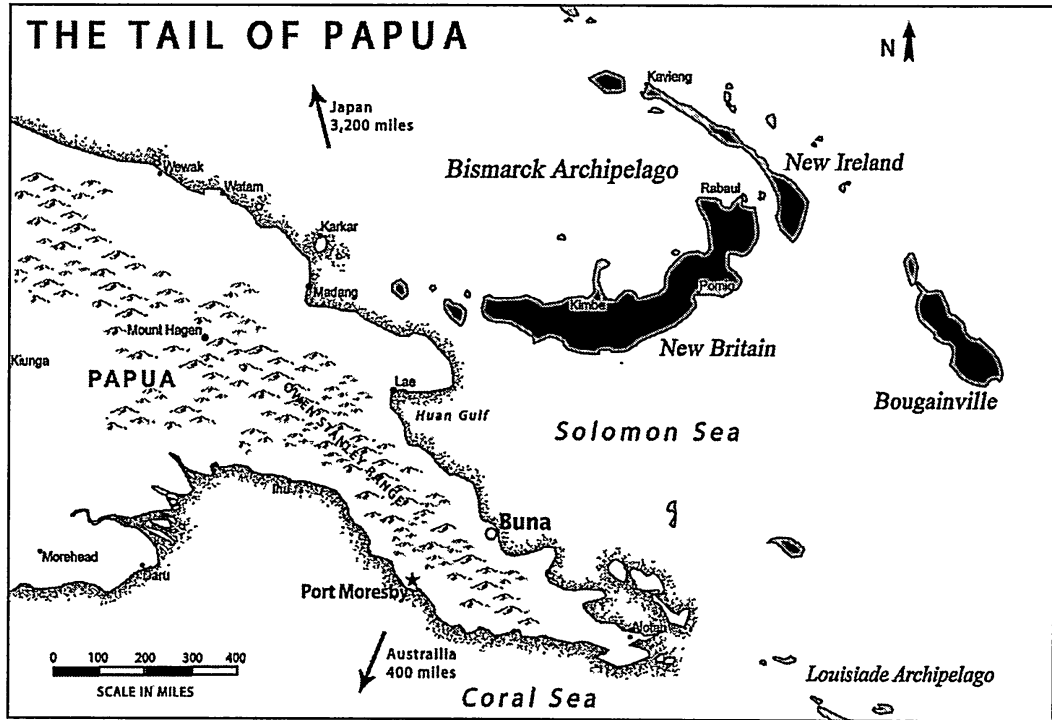 THE TAIL OF PAPUA
N
Japan
3,200 miles
Kavieng
Bismarck Archipelago
New Ireland
Wewak
Watam
Rabaul
Karkar
Madang
Kimbe
Pomio
Mount Hagen
New Britain
Kiunga
PAPUA
Lae
Bougainville
Huan Gulf
OWEN STANLEY RANGE
Solomon Sea
Ihu
Buna
Morehead
Daru
Port Moresby
Alotau
0 100 200 300 400
SCALE IN MILES
Australlia
400 miles
Coral Sea
Louisiade Archipelago